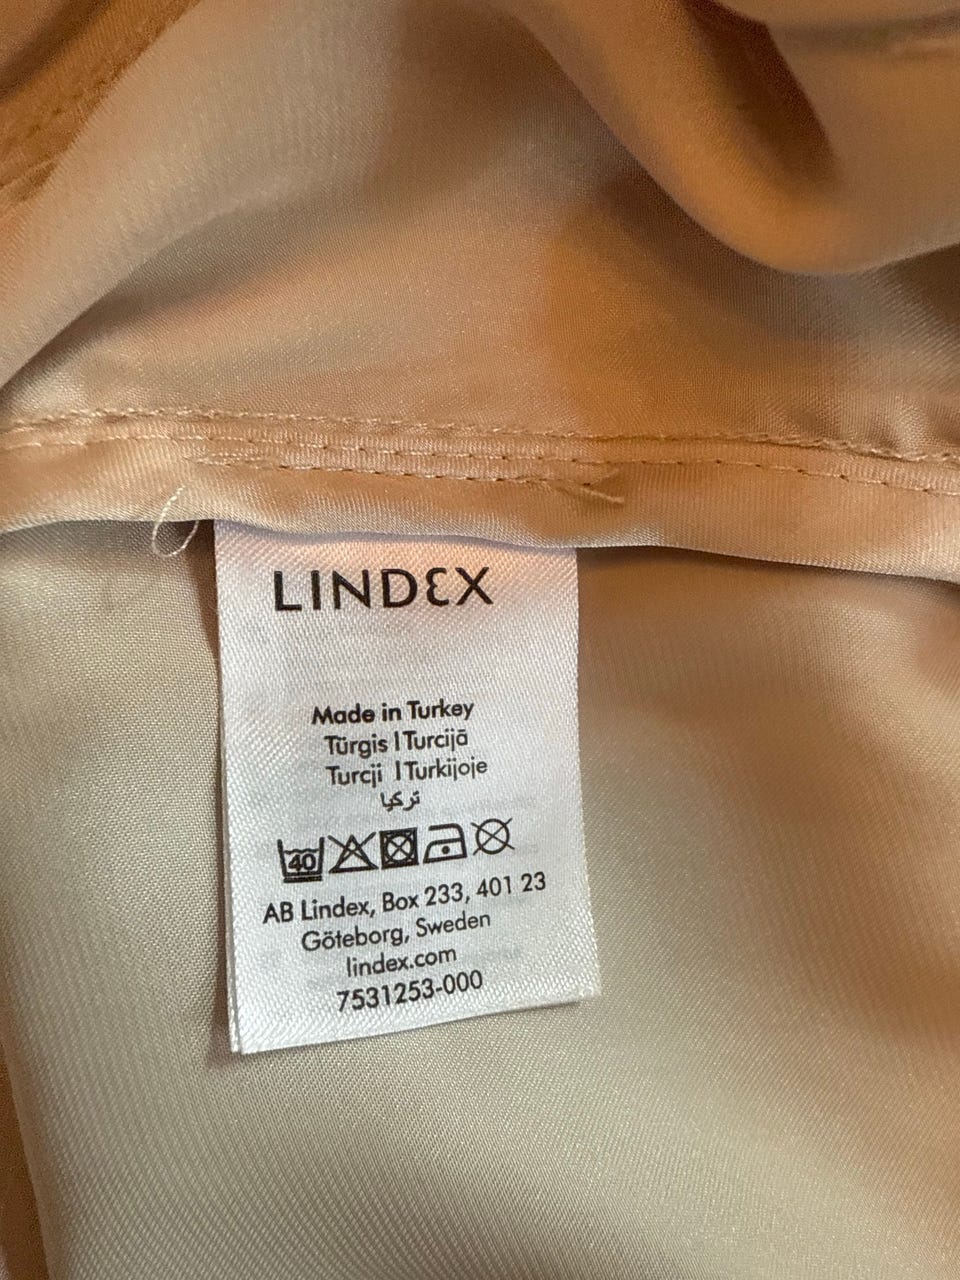 LINDEX
Made in Turkey
Türgis | Turcijā
Turcji | Turkijoje
تركيا
40
AB Lindex, Box 233, 401 23
Göteborg, Sweden
lindex.com
7531253-000